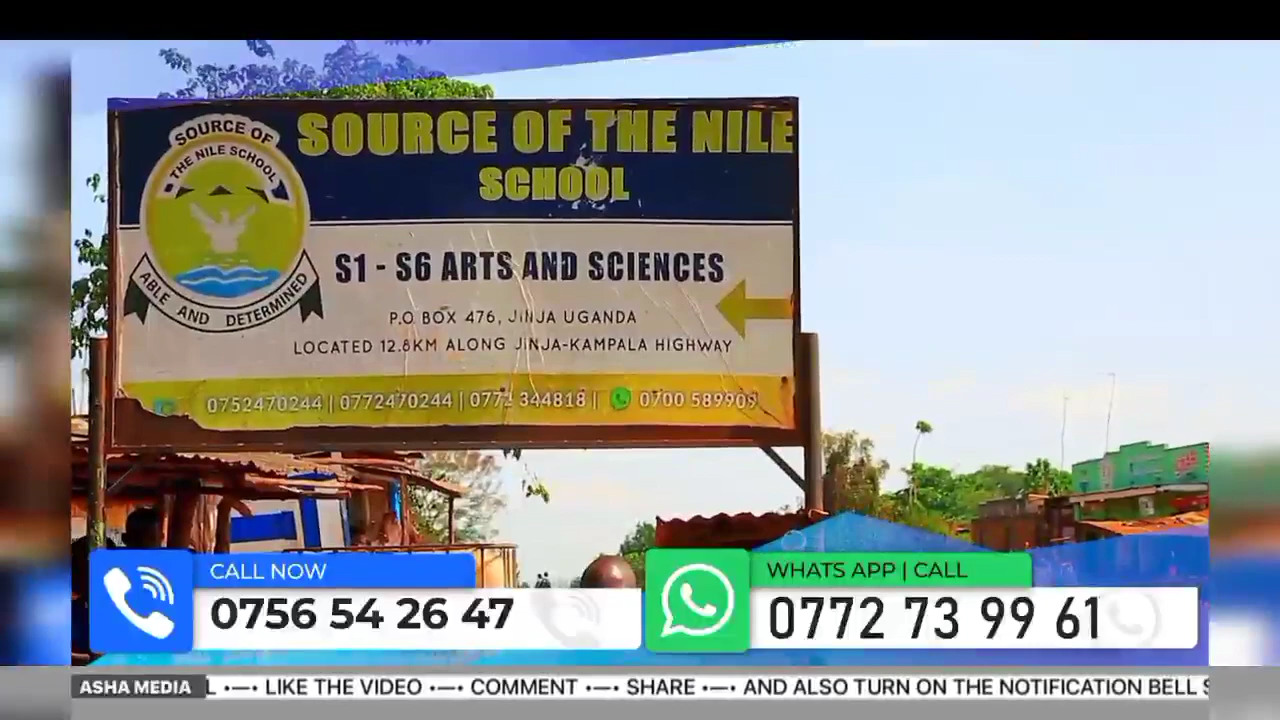 SOURCE OF
THE NILE SCHOOL
ABLE AND DETERMINED
SOURCE OF THE NILE
SCHOOL
S1 - S6 ARTS AND SCIENCES
P.O BOX 476, JINJA UGANDA
LOCATED 12.8KM ALONG JINJA-KAMPALA HIGHWAY
0752470244 | 0772470244 | 0772 344818 || 0700 589909
CALL NOW
0756 54 26 47
WHATS APP | CALL
0772 73 99 61
ASHA MEDIA
L •—• LIKE THE VIDEO •—• COMMENT •—• SHARE •—• AND ALSO TURN ON THE NOTIFICATION BELL S